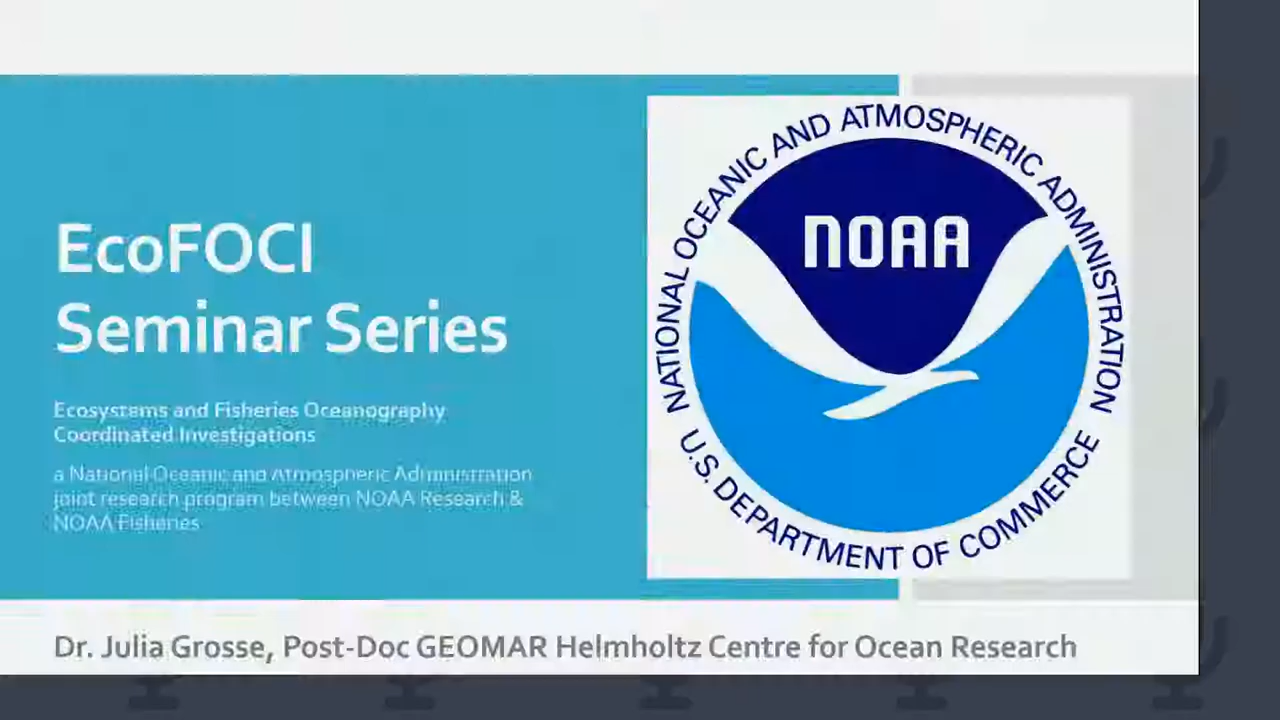 EcoFOCI
Seminar Series
Ecosystems and Fisheries Oceanography
Coordinated Investigations
a National Oceanic and Atmospheric Administration
joint research program between NOAA Research &
NOAA Fisheries
NATIONAL OCEANIC AND ATMOSPHERIC ADMINISTRATION
NOAA
U.S. DEPARTMENT OF COMMERCE
Dr. Julia Grosse, Post-Doc GEOMAR Helmholtz Centre for Ocean Research